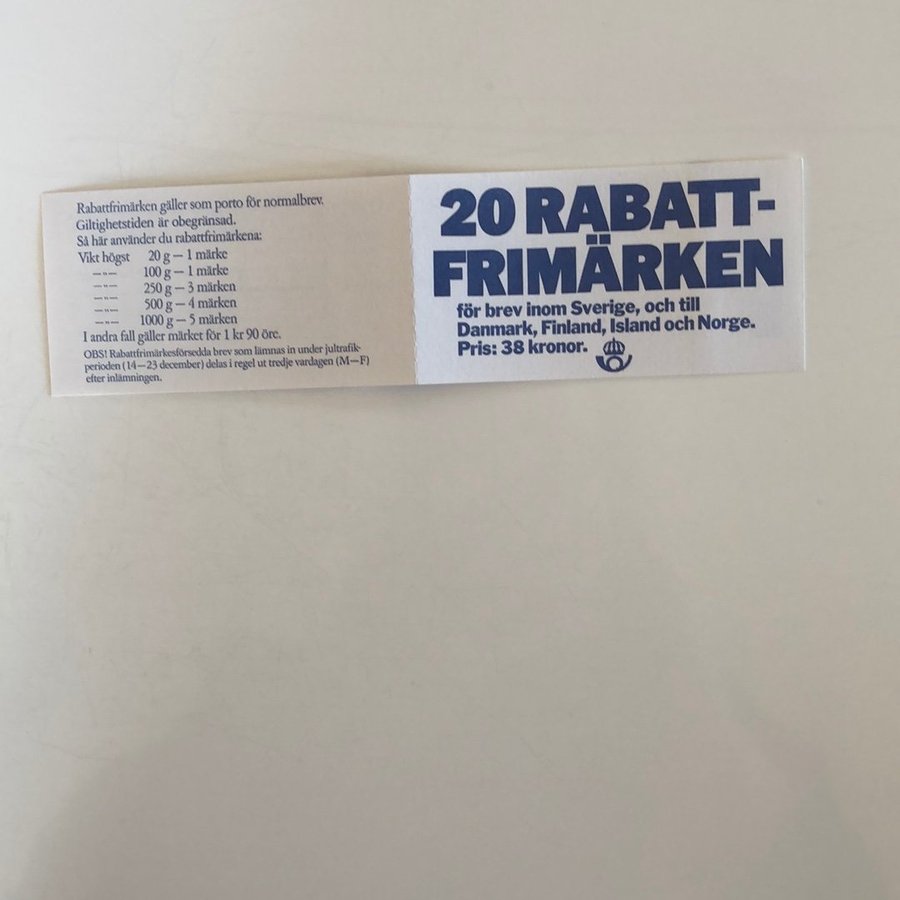 Rabattfrimärken gäller som porto för normalbrev.
Giltighetstiden är obegränsad.
Så här använder du rabattfrimärkena:
Vikt högst 20 g — 1 märke
—"— 100 g — 1 märke
—"— 250 g — 3 märken
—"— 500 g — 4 märken
—"— 1000 g — 5 märken
I andra fall gäller märket för 1 kr 90 öre.
OBS! Rabattfrimärkesförsedda brev som lämnas in under jultrafik-
perioden (14—23 december) delas i regel ut tredje vardagen (M—F)
efter inlämningen.
20 RABATT-
FRIMÄRKEN
för brev inom Sverige, och till
Danmark, Finland, Island och Norge.
Pris: 38 kronor.